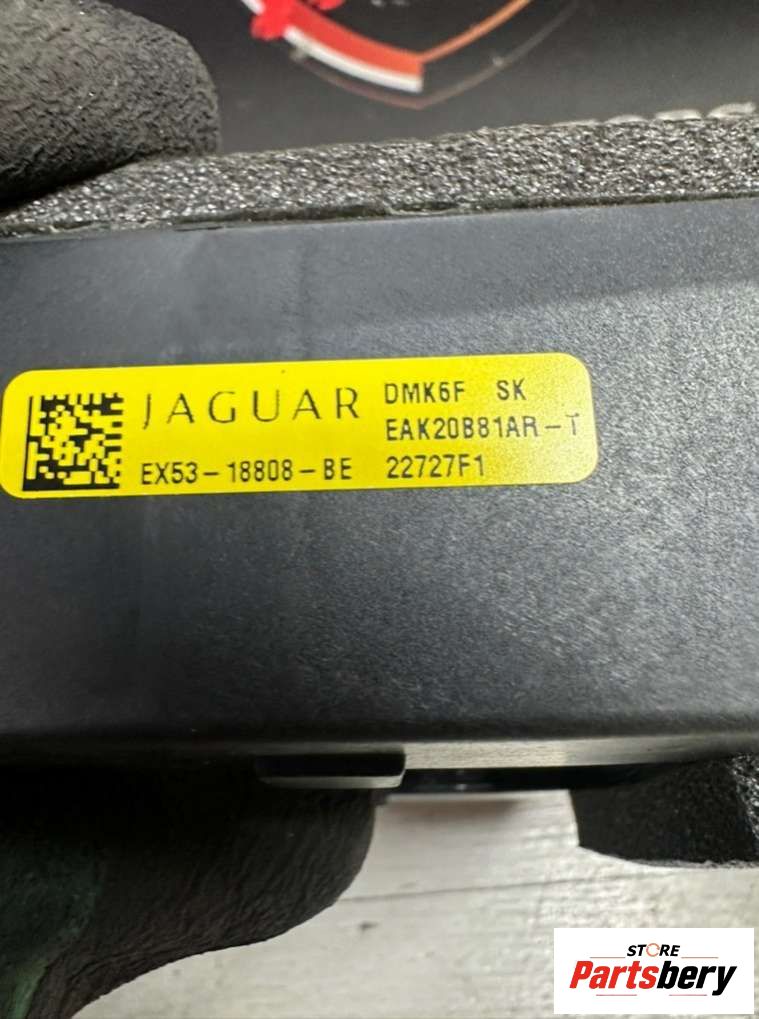 JAGUAR DMK6F SK
EAK20B81AR-T
EX53-18808-BE 22727F1
STORE
Partsbery